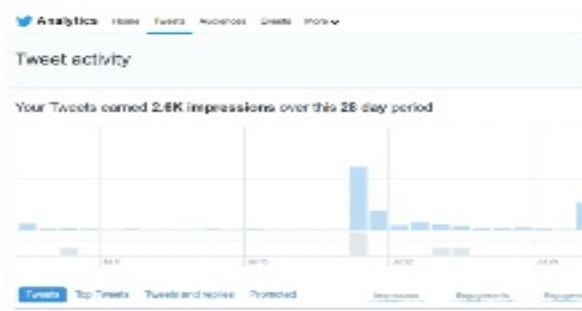 Analytics Home Tweets Audiences Events More
Tweet activity
Your Tweets earned 2.6K impressions over this 28 day period
Tweets Top Tweets Tweets and replies Promoted Impressions Engagements